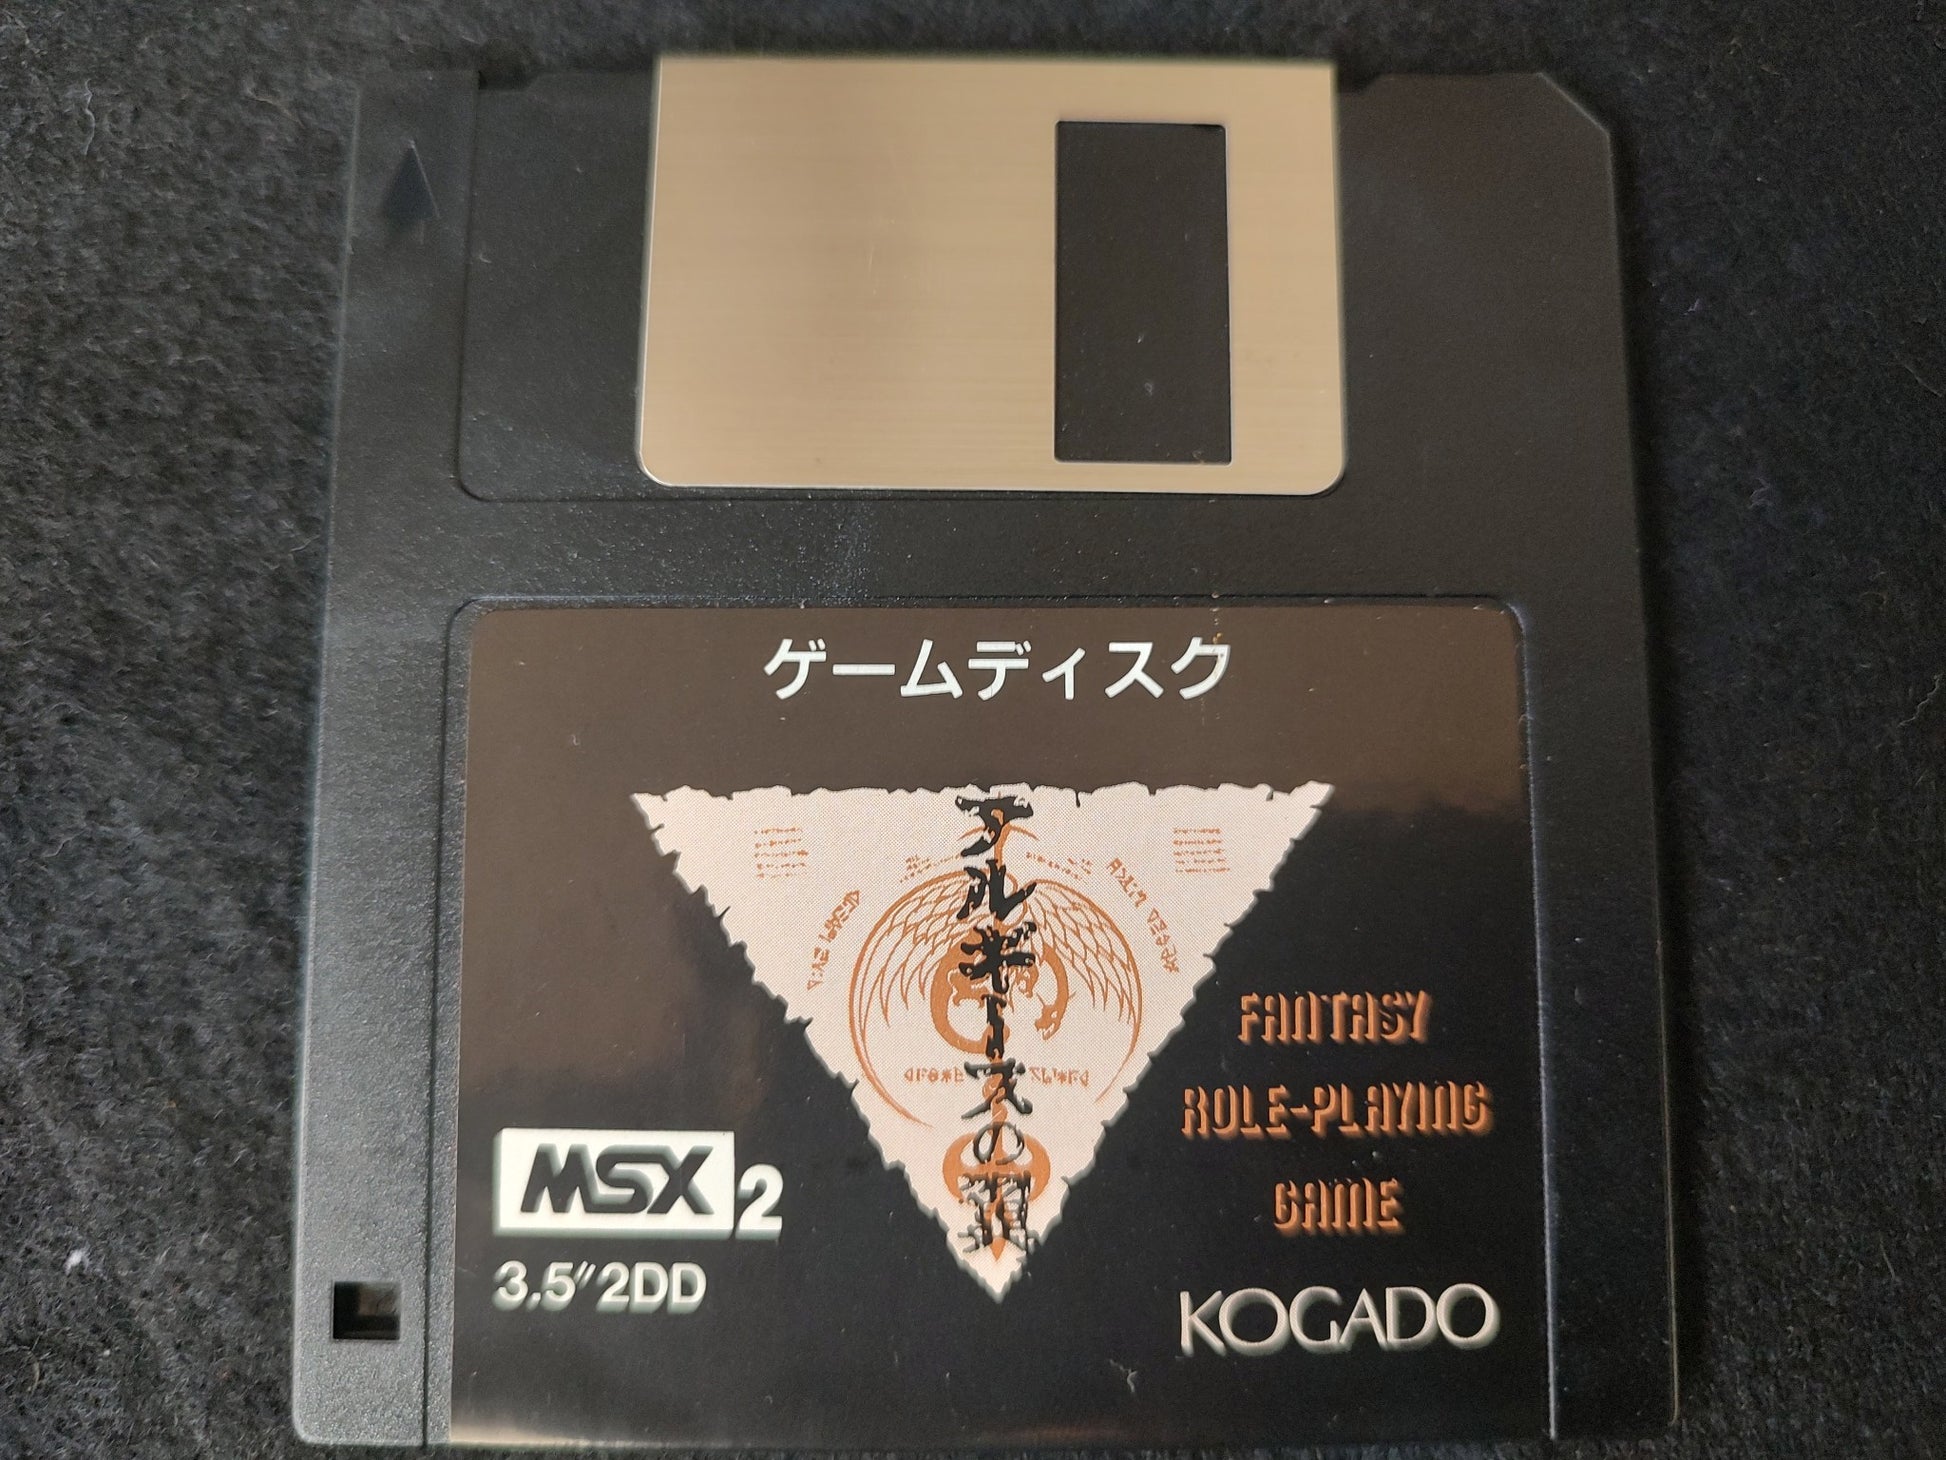 ゲームディスク
アルギースの翼
FANTASY
ROLE-PLAYING
GAME
MSX2
3.5"2DD
KOGADO